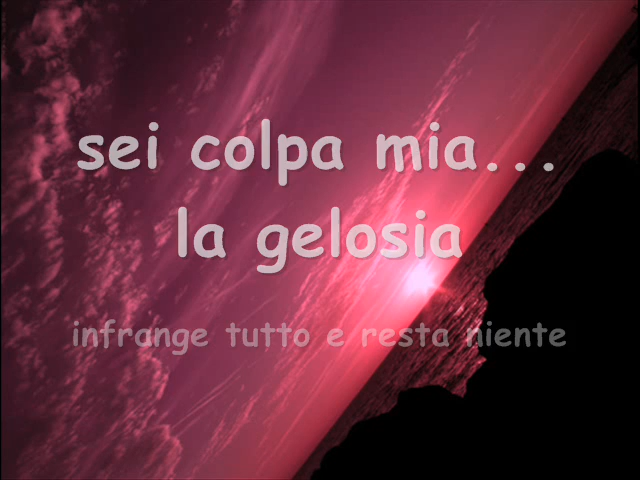 sei colpa mia...
la gelosia
infrange tutto e resta niente